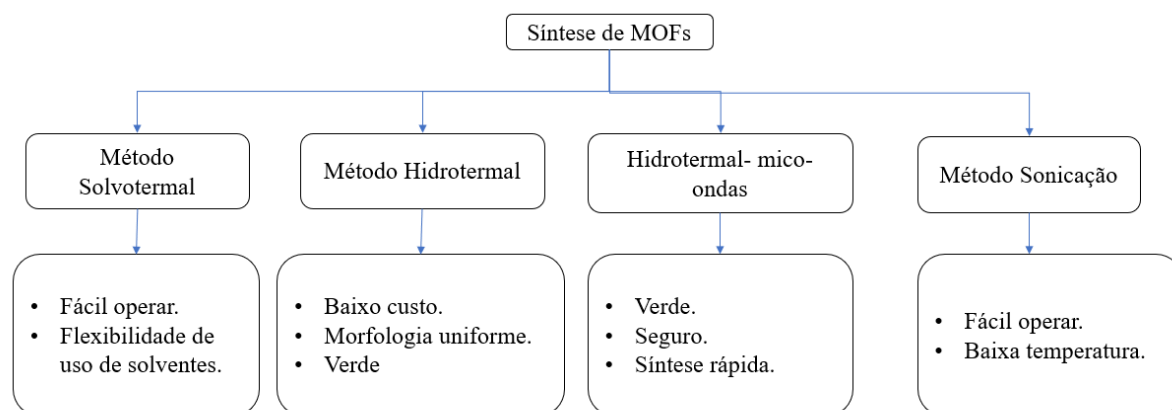 Síntese de MOFs
Método
Solvotermal
Método Hidrotermal
Hidrotermal- mico-
ondas
Método Sonicação
• Fácil operar.
• Flexibilidade de
uso de solventes.
• Baixo custo.
• Morfologia uniforme.
• Verde
• Verde.
• Seguro.
• Síntese rápida.
• Fácil operar.
• Baixa temperatura.